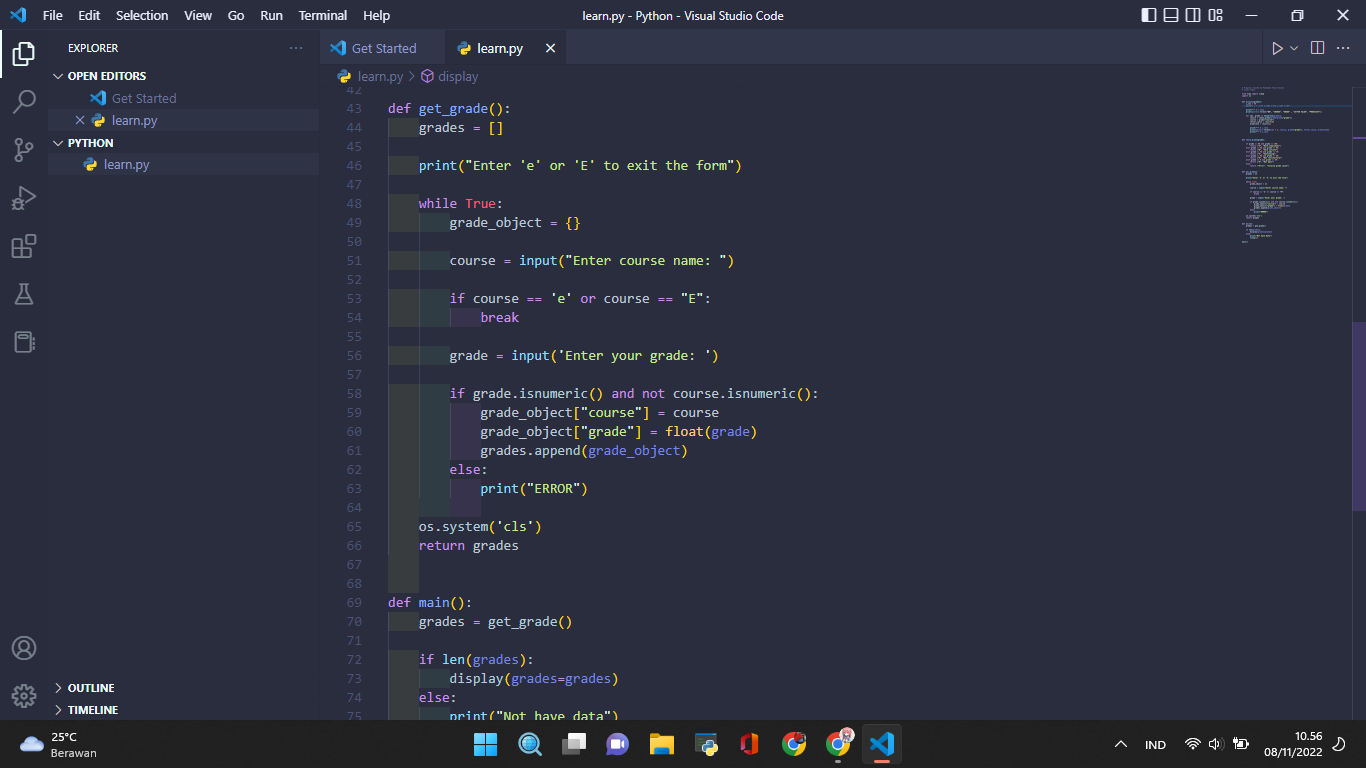 File Edit Selection View Go Run Terminal Help
learn.py - Python - Visual Studio Code
EXPLORER
OPEN EDITORS
Get Started
learn.py
PYTHON
learn.py
OUTLINE
TIMELINE
Get Started
learn.py
learn.py > display
42
43 def get_grade():
44 grades = []
45
46 print("Enter 'e' or 'E' to exit the form")
47
48 while True:
49 grade_object = {}
50
51 course = input("Enter course name: ")
52
53 if course == 'e' or course == "E":
54 break
55
56 grade = input('Enter your grade: ')
57
58 if grade.isnumeric() and not course.isnumeric():
59 grade_object["course"] = course
60 grade_object["grade"] = float(grade)
61 grades.append(grade_object)
62 else:
63 print("ERROR")
64
65 os.system('cls')
66 return grades
67
68
69 def main():
70 grades = get_grade()
71
72 if len(grades):
73 display(grades=grades)
74 else:
75 print("Not have data")
25°C
Berawan
IND
10.56
08/11/2022